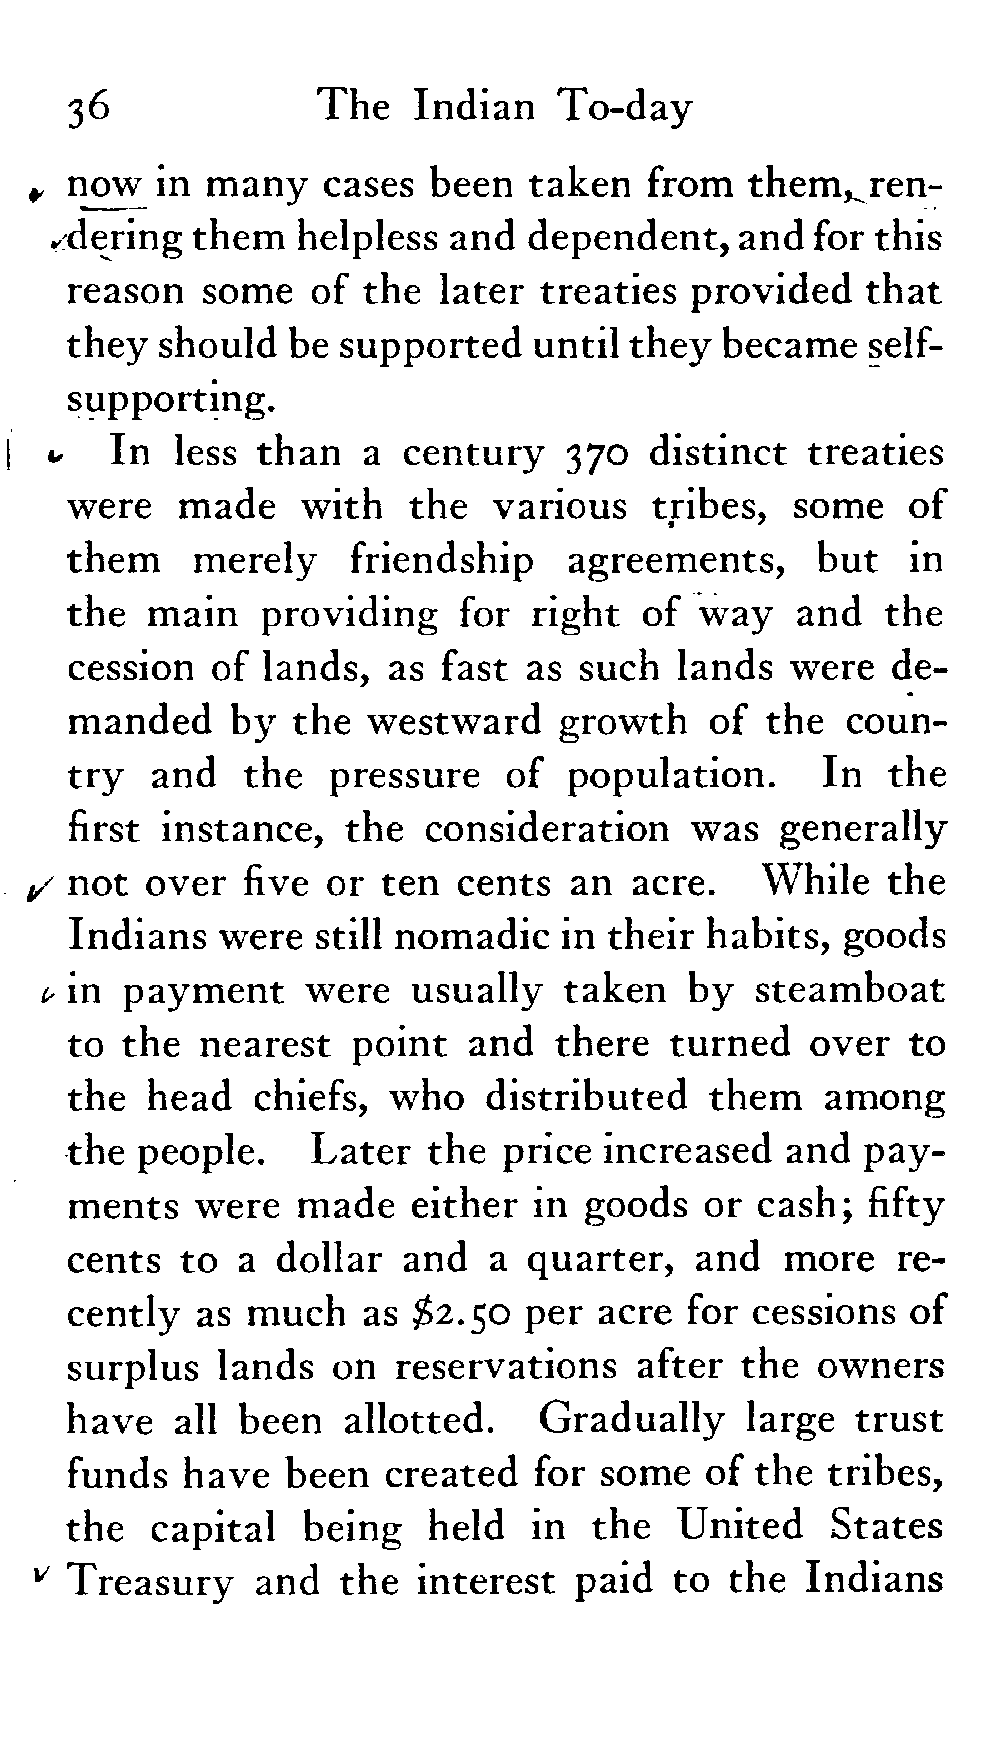 36 The Indian To-day
now in many cases been taken from them, ren-
dering them helpless and dependent, and for this
reason some of the later treaties provided that
they should be supported until they became self-
supporting.
In less than a century 370 distinct treaties
were made with the various tribes, some of
them merely friendship agreements, but in
the main providing for right of way and the
cession of lands, as fast as such lands were de-
manded by the westward growth of the coun-
try and the pressure of population. In the
first instance, the consideration was generally
not over five or ten cents an acre. While the
Indians were still nomadic in their habits, goods
in payment were usually taken by steamboat
to the nearest point and there turned over to
the head chiefs, who distributed them among
the people. Later the price increased and pay-
ments were made either in goods or cash; fifty
cents to a dollar and a quarter, and more re-
cently as much as $2.50 per acre for cessions of
surplus lands on reservations after the owners
have all been allotted. Gradually large trust
funds have been created for some of the tribes,
the capital being held in the United States
Treasury and the interest paid to the Indians